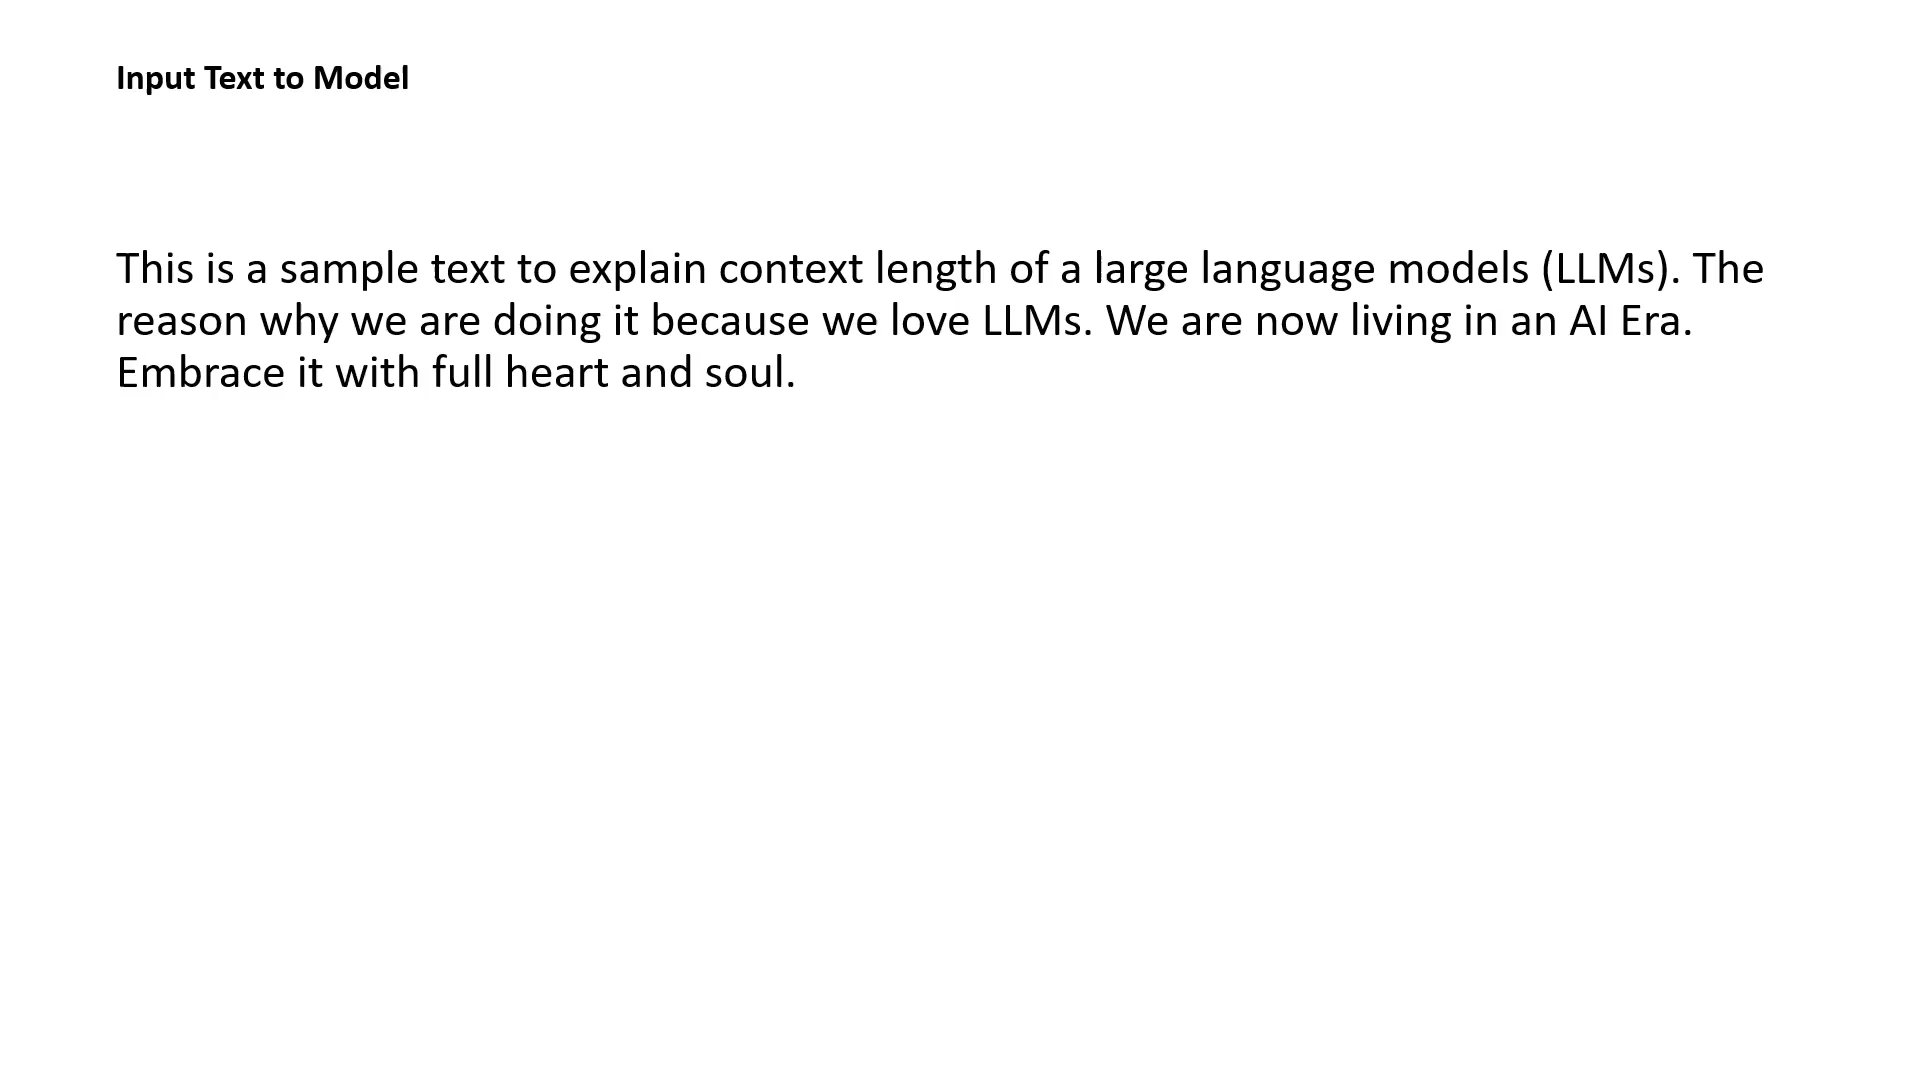 Input Text to Model
This is a sample text to explain context length of a large language models (LLMs). The
reason why we are doing it because we love LLMs. We are now living in an AI Era.
Embrace it with full heart and soul.